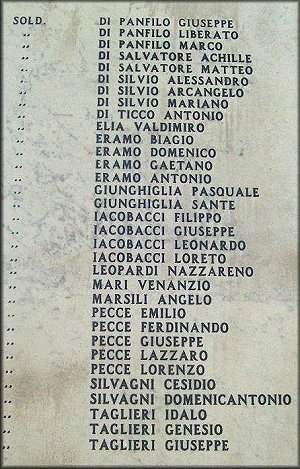 SOLD. DI PANFILO GIUSEPPE
,, DI PANFILO LIBERATO
,, DI PANFILO MARCO
,, DI SALVATORE ACHILLE
,, DI SALVATORE MATTEO
,, DI SILVIO ALESSANDRO
,, DI SILVIO ARCANGELO
,, DI SILVIO MARIANO
,, DI TICCO ANTONIO
,, ELIA VALDIMIRO
,, ERAMO BIAGIO
,, ERAMO DOMENICO
,, ERAMO GAETANO
,, ERAMO ANTONIO
,, GIUNGHIGLIA PASQUALE
,, GIUNGHIGLIA SANTE
,, IACOBACCI FILIPPO
,, IACOBACCI GIUSEPPE
,, IACOBACCI LEONARDO
,, IACOBACCI LORETO
,, LEOPARDI NAZZARENO
,, MARI VENANZIO
,, MARSILI ANGELO
,, PECCE EMILIO
,, PECCE FERDINANDO
,, PECCE GIUSEPPE
,, PECCE LAZZARO
,, PECCE LORENZO
,, SILVAGNI CESIDIO
,, SILVAGNI DOMENICANTONIO
,, TAGLIERI IDALO
,, TAGLIERI GENESIO
,, TAGLIERI GIUSEPPE